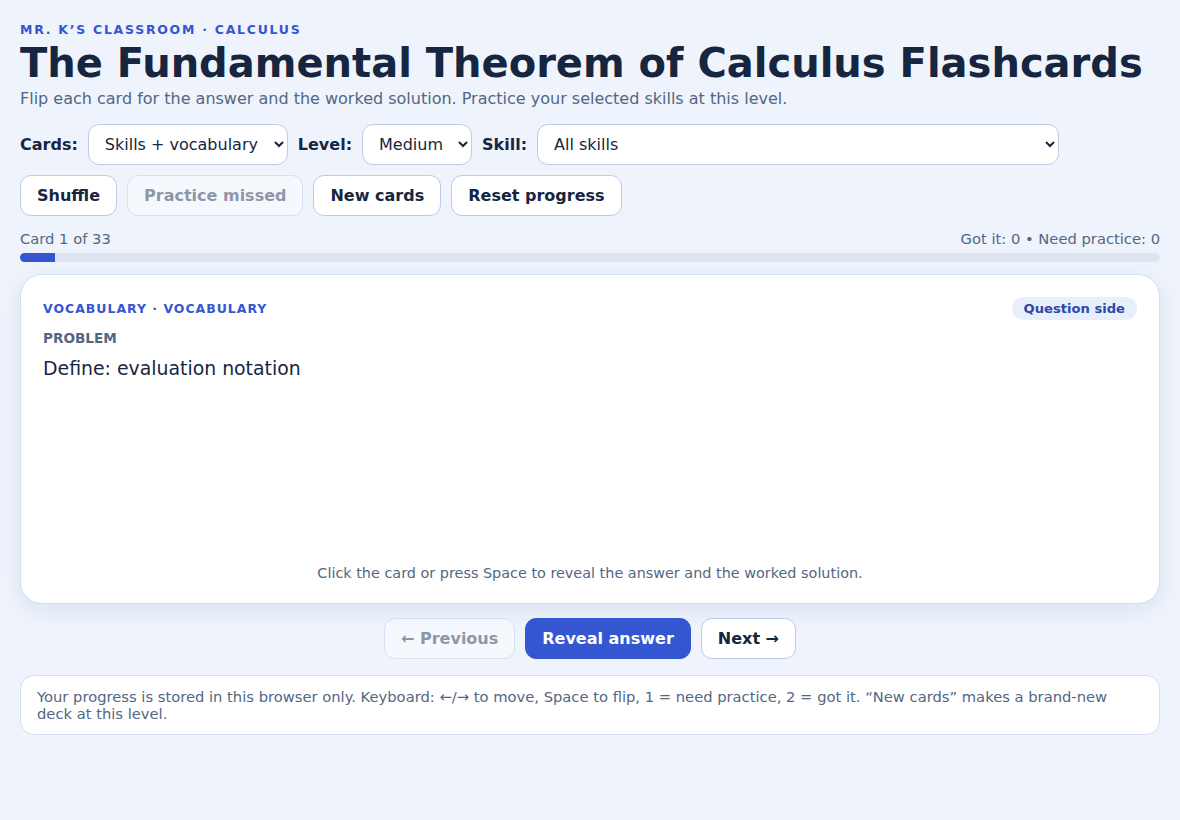 MR. K’S CLASSROOM · CALCULUS
The Fundamental Theorem of Calculus Flashcards
Flip each card for the answer and the worked solution. Practice your selected skills at this level.
Cards: Skills + vocabulary Level: Medium Skill: All skills
Shuffle Practice missed New cards Reset progress
Card 1 of 33 Got it: 0 • Need practice: 0
VOCABULARY · VOCABULARY Question side
PROBLEM
Define: evaluation notation
Click the card or press Space to reveal the answer and the worked solution.
← Previous Reveal answer Next →
Your progress is stored in this browser only. Keyboard: ←/→ to move, Space to flip, 1 = need practice, 2 = got it. “New cards” makes a brand-new
deck at this level.